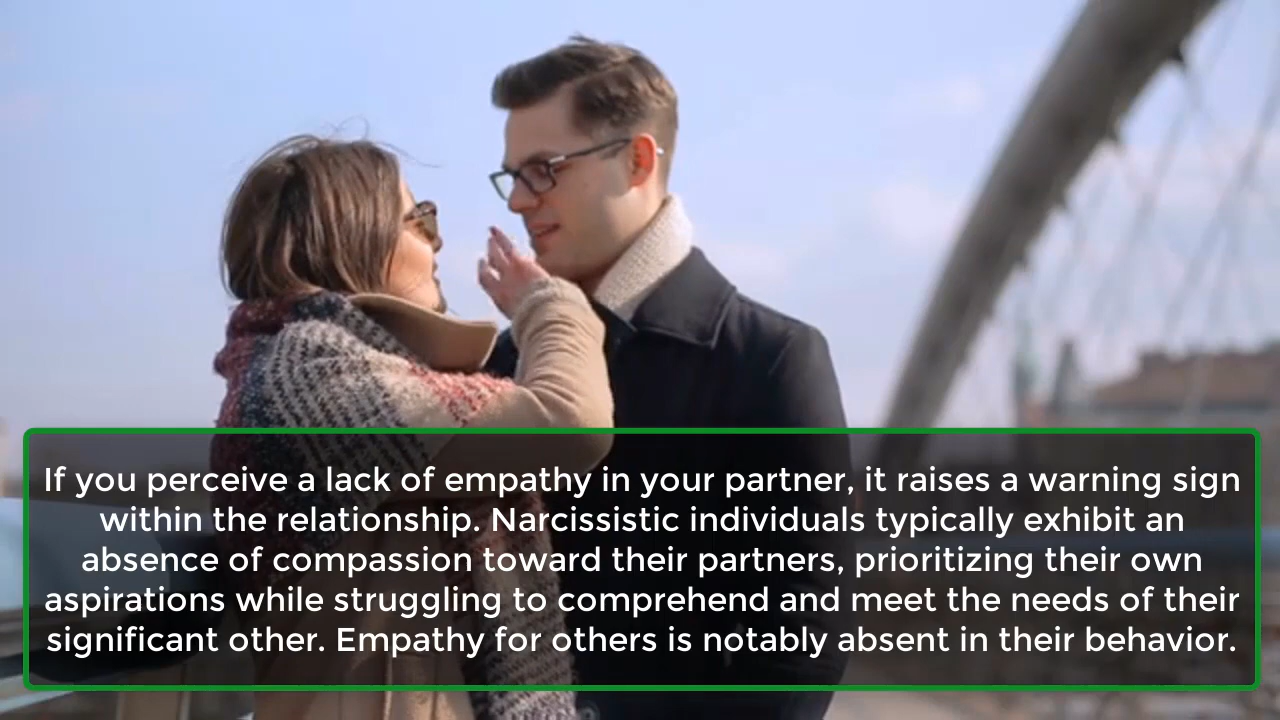 If you perceive a lack of empathy in your partner, it raises a warning sign
within the relationship. Narcissistic individuals typically exhibit an
absence of compassion toward their partners, prioritizing their own
aspirations while struggling to comprehend and meet the needs of their
significant other. Empathy for others is notably absent in their behavior.